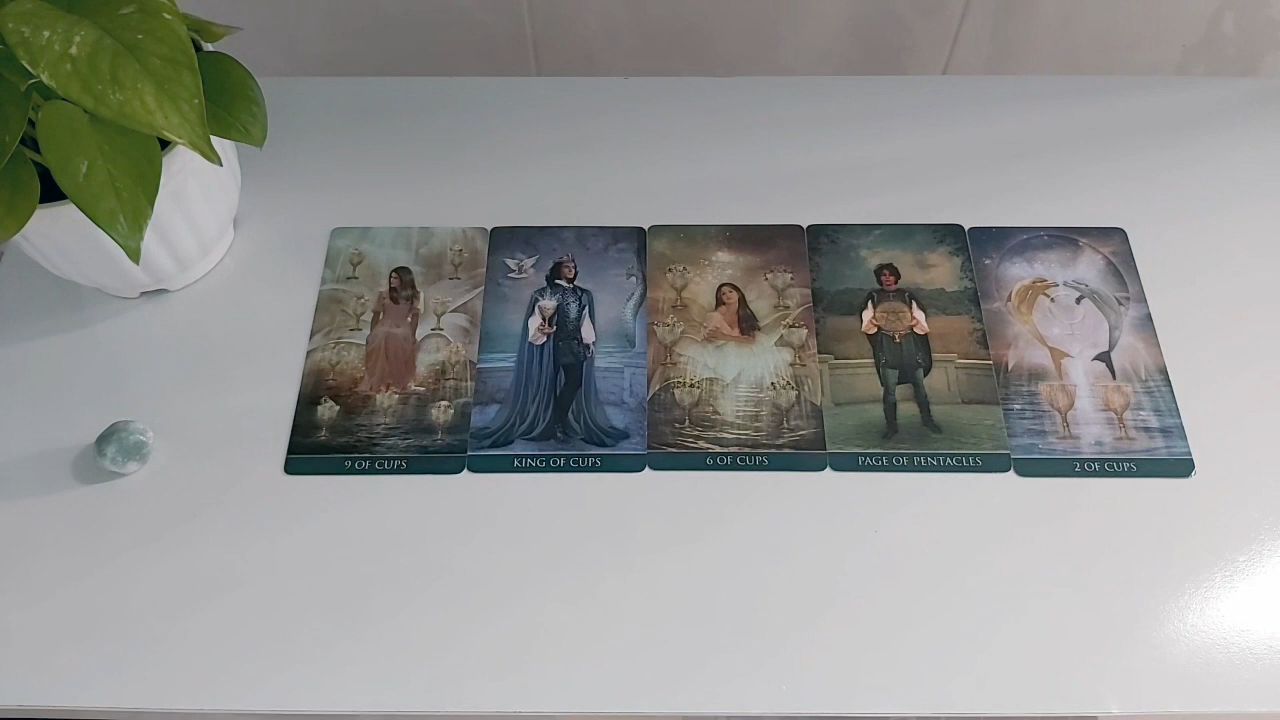 9 OF CUPS
KING OF CUPS
6 OF CUPS
PAGE OF PENTACLES
2 OF CUPS